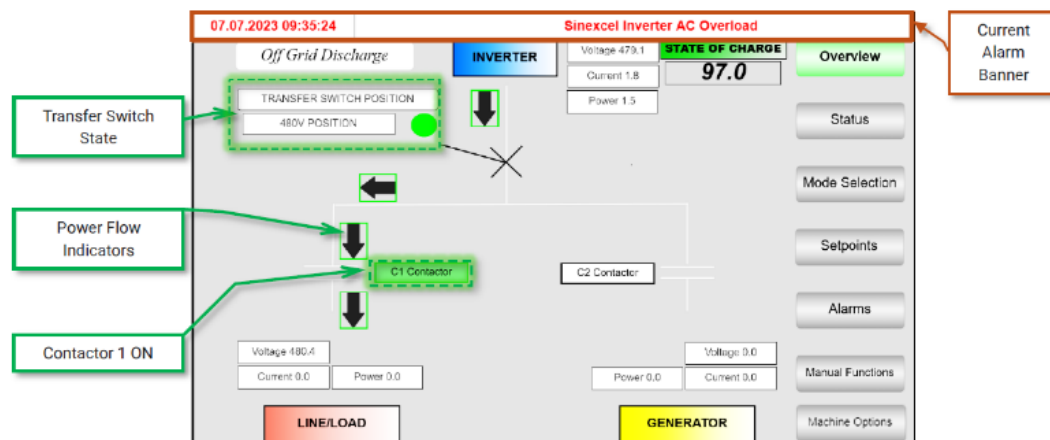 07.07.2023 09:35:24
Sinexcel Inverter AC Overload
Current
Alarm
Banner
Off Grid Discharge
INVERTER
Voltage 479.1
Current 1.8
Power 1.5
STATE OF CHARGE
97.0
Overview
TRANSFER SWITCH POSITION
480V POSITION
Transfer Switch
State
Status
Mode Selection
Power Flow
Indicators
C1 Contactor
C2 Contactor
Setpoints
Alarms
Contactor 1 ON
Voltage 480.4
Current 0.0
Power 0.0
Voltage 0.0
Power 0.0
Current 0.0
Manual Functions
LINE/LOAD
GENERATOR
Machine Options